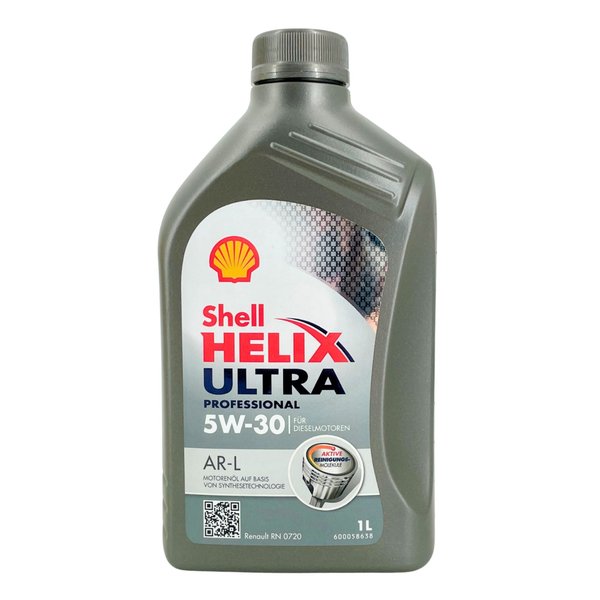 Shell
HELIX
ULTRA
PROFESSIONAL
5W-30
FÜR
DIESELMOTOREN
AR-L
MOTORENÖL AUF BASIS
VON SYNTHESETECHNOLOGIE
AKTIVE
REINIGUNGS-
MOLEKÜLE
Renault RN 0720
1L
600058638